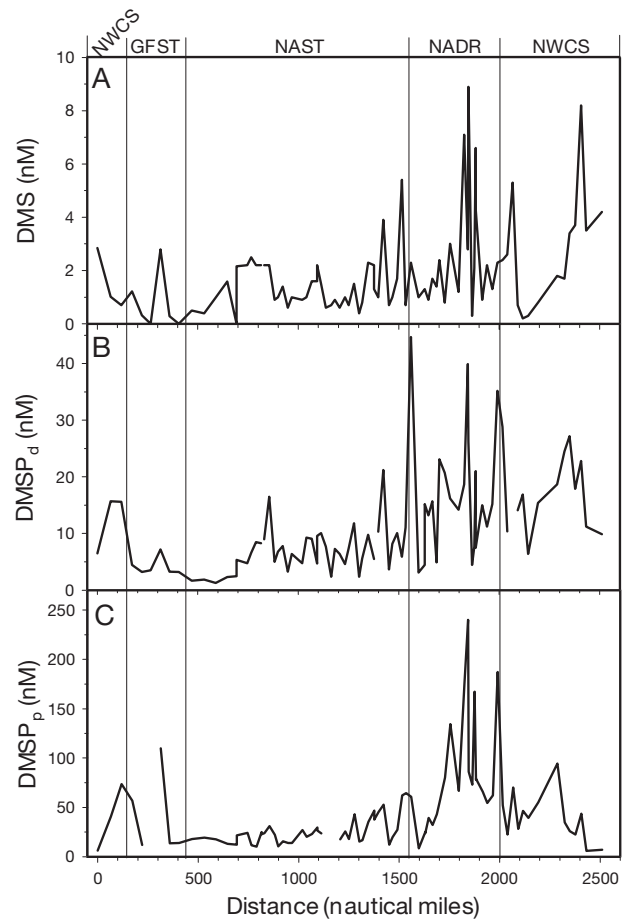 NWCS GFST NAST NADR NWCS
A
10
8
6
4
2
0
DMS (nM)
B
40
30
20
10
0
DMSPd (nM)
C
250
200
150
100
50
0
DMSPp (nM)
0 500 1000 1500 2000 2500
Distance (nautical miles)